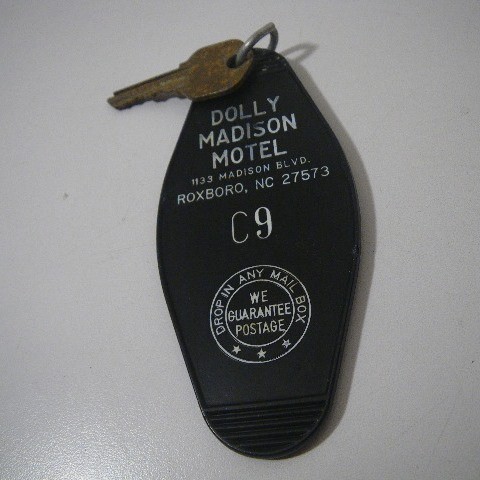 DOLLY
MADISON
MOTEL
1133 MADISON BLVD.
ROXBORO, NC 27573
C9
DROP IN ANY MAIL BOX
WE
GUARANTEE
POSTAGE